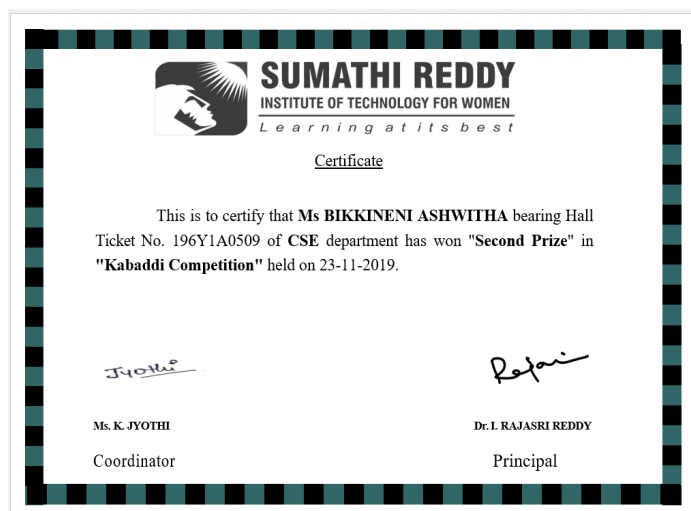 SUMATHI REDDY
INSTITUTE OF TECHNOLOGY FOR WOMEN
Learning at its best
Certificate
This is to certify that Ms BIKKINENI ASHWITHA bearing Hall
Ticket No. 196Y1A0509 of CSE department has won "Second Prize" in
"Kabaddi Competition" held on 23-11-2019.
Jyothi
Rajasri
Ms. K. JYOTHI
Dr. I. RAJASRI REDDY
Coordinator
Principal